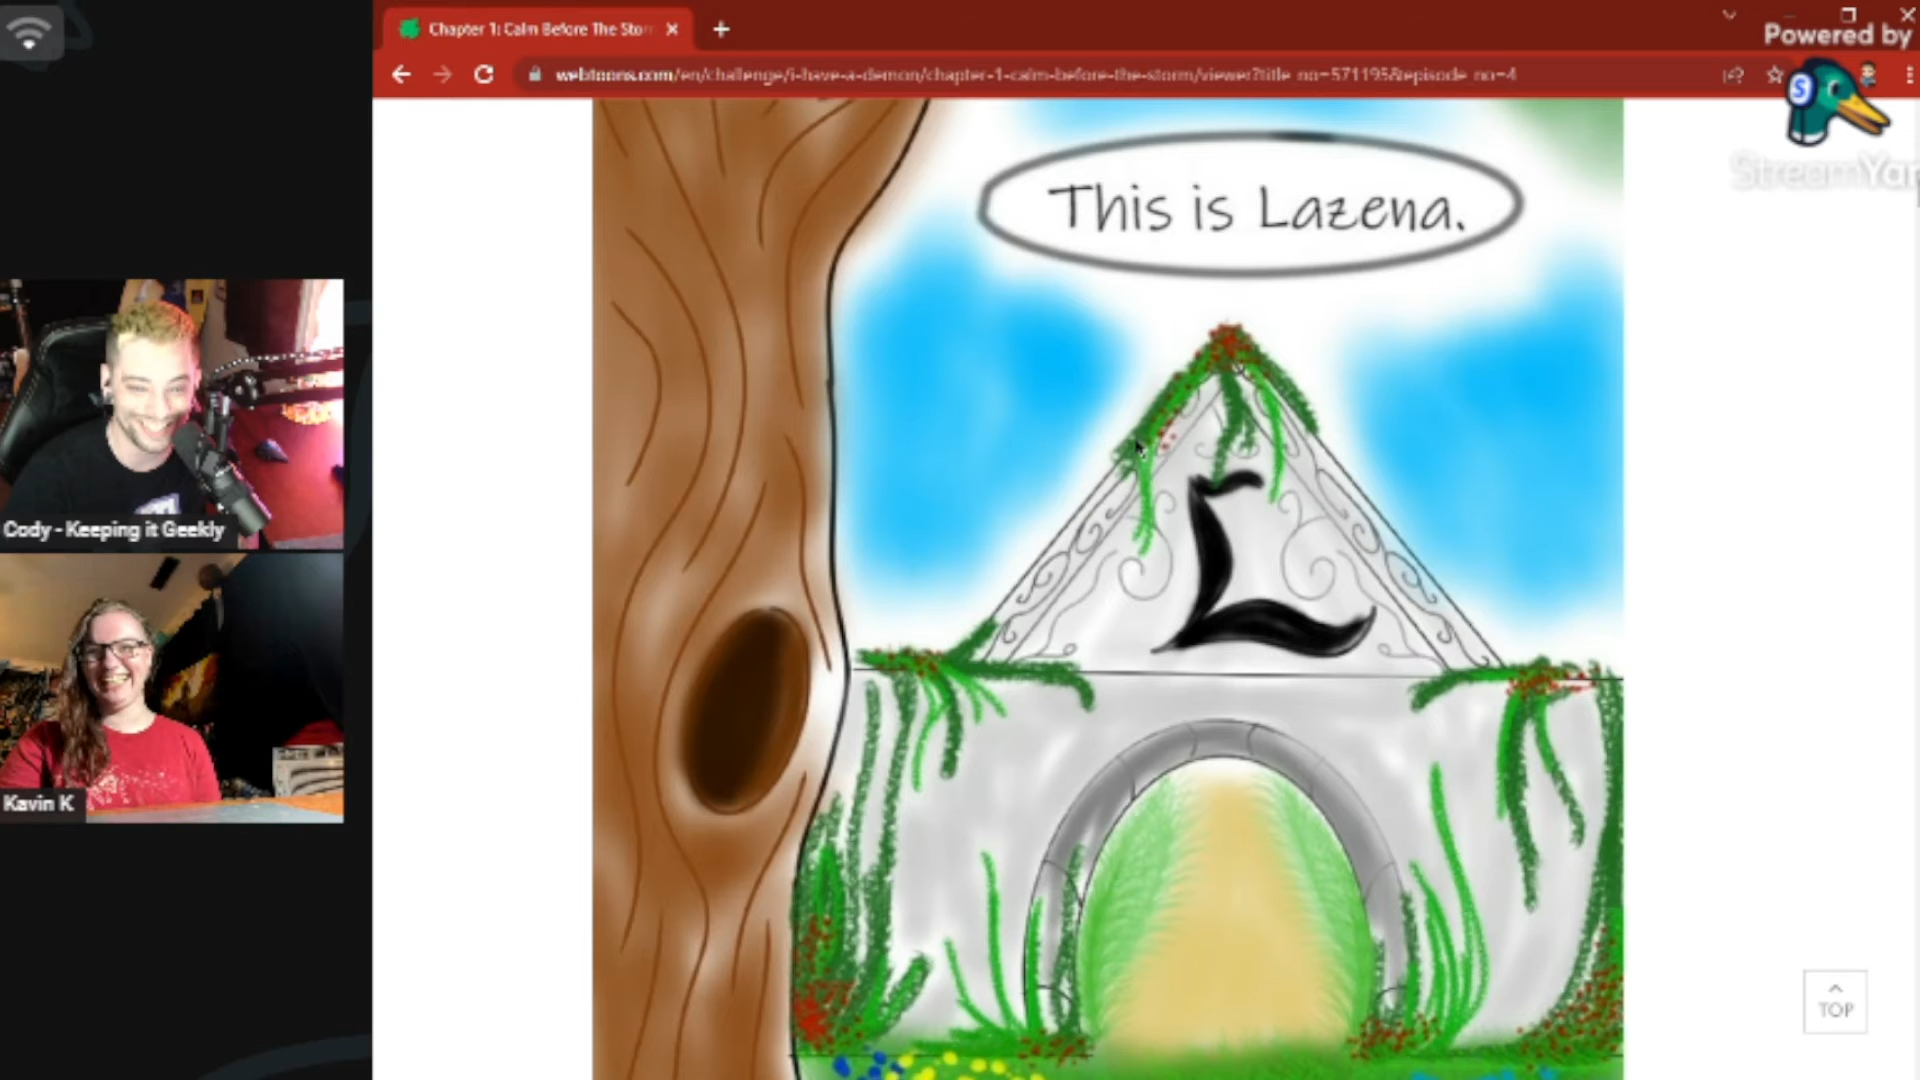 Chapter 1: Calm Before The Stor
Powered by
webtoons.com/en/challenge/i-have-a-demon/chapter-1-calm-before-the-storm/viewer?title_no=571195&episode_no=4
S
StreamYar
This is Lazena.
L
Cody - Keeping it Geekly
Kavin K
TOP